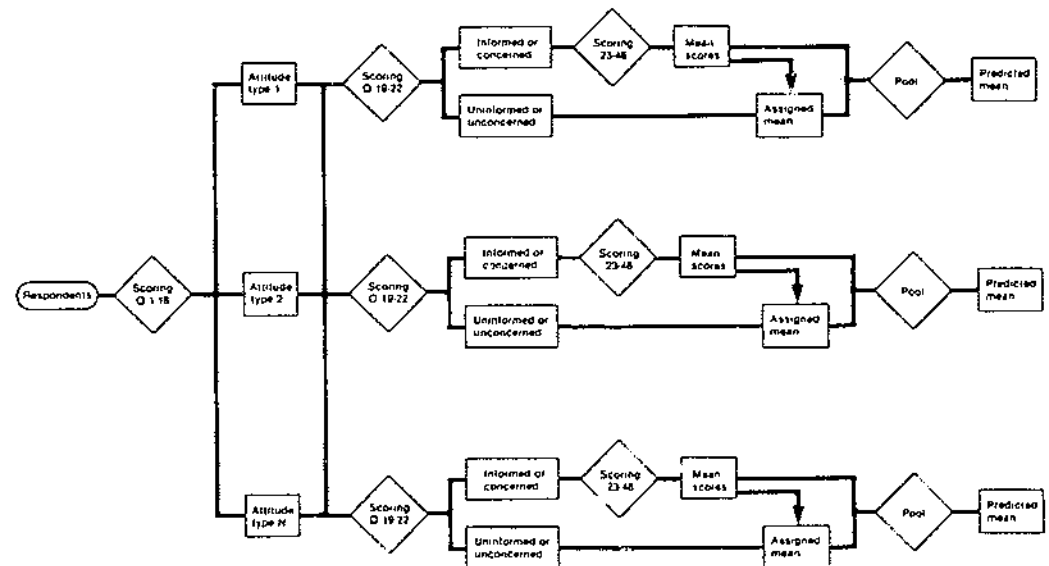 Attitude
type 1
Scoring
Q 19-22
Informed or
concerned
Scoring
23-46
Mean
scores
Uninformed or
unconcerned
Assigned
mean
Pool
Predicted
mean
Respondents
Scoring
Q 1-18
Attitude
type 2
Scoring
Q 19-22
Informed or
concerned
Scoring
23-46
Mean
scores
Uninformed or
unconcerned
Assigned
mean
Pool
Predicted
mean
Attitude
type N
Scoring
Q 19-22
Informed or
concerned
Scoring
23-46
Mean
scores
Uninformed or
unconcerned
Assigned
mean
Pool
Predicted
mean